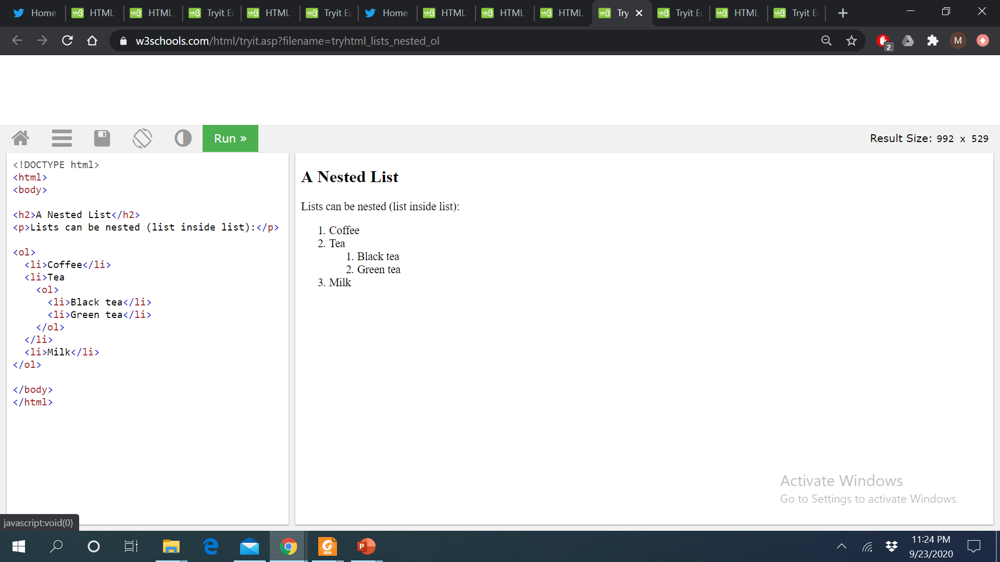 Home HTML HTML Tryit Ec HTML Tryit Ec Home HTML HTML HTML Try Tryit Ec HTML Tryit Ec
w3schools.com/html/tryit.asp?filename=tryhtml_lists_nested_ol
2
M
Run »
Result Size: 992 x 529
<!DOCTYPE html>
<html>
<body>
<h2>A Nested List</h2>
<p>Lists can be nested (list inside list):</p>
<ol>
<li>Coffee</li>
<li>Tea
<ol>
<li>Black tea</li>
<li>Green tea</li>
</ol>
</li>
<li>Milk</li>
</ol>
</body>
</html>
A Nested List
Lists can be nested (list inside list):
1. Coffee
2. Tea
1. Black tea
2. Green tea
3. Milk
Activate Windows
Go to Settings to activate Windows.
javascript:void(0)
PDF
P
11:24 PM
9/23/2020